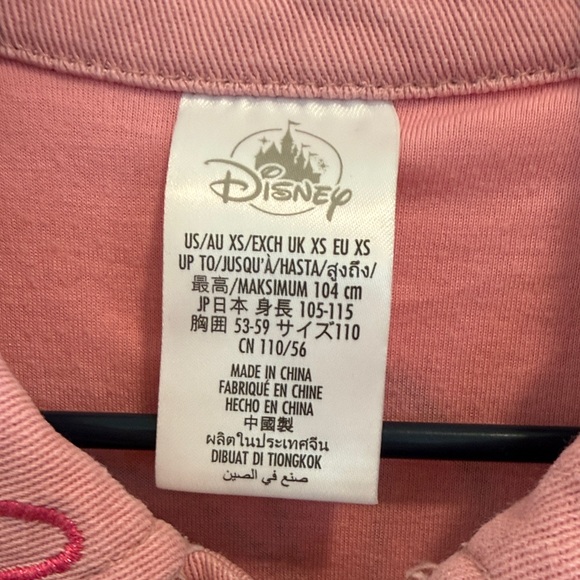 Disney
US/AU XS/EXCH UK XS EU XS
UP TO/JUSQU'À/HASTA/สูงถึง/
最高/MAKSIMUM 104 cm
JP日本 身長 105-115
胸囲 53-59 サイズ110
CN 110/56
MADE IN CHINA
FABRIQUÉ EN CHINE
HECHO EN CHINA
中國製
ผลิตในประเทศจีน
DIBUAT DI TIONGKOK
صنع في الصين